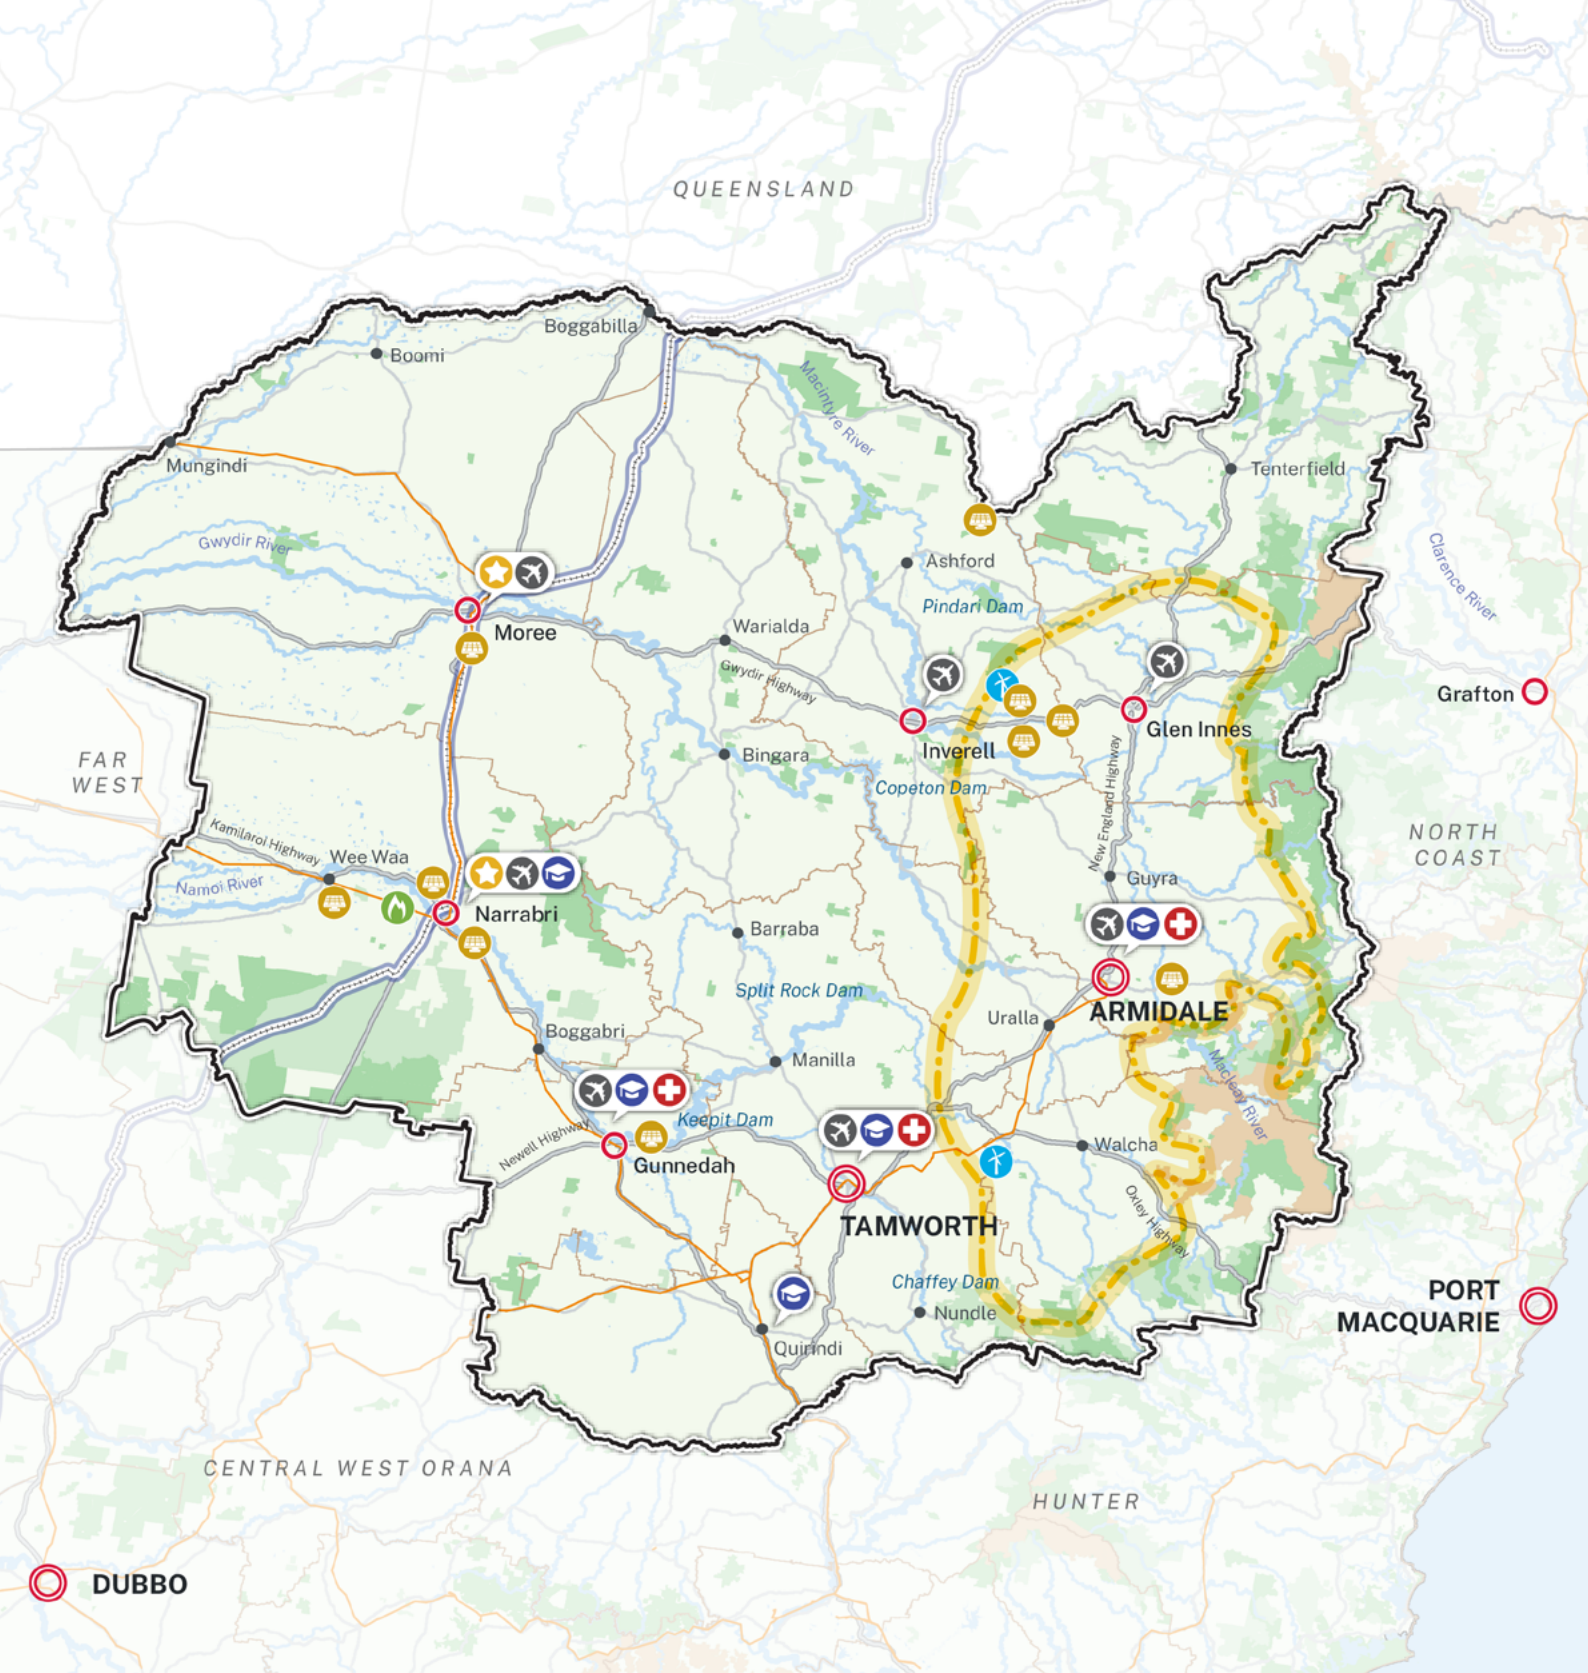 QUEENSLAND
Boggabilla
Boomi
Macintyre River
Mungindi
Tenterfield
Gwydir River
Ashford
Clarence River
Pindari Dam
Moree
Warialda
Gwydir Highway
Grafton
Glen Innes
Inverell
FAR
WEST
Bingara
Copeton Dam
New England Highway
Kamilaroi Highway
NORTH
COAST
Wee Waa
Namoi River
Guyra
Narrabri
Barraba
Split Rock Dam
ARMIDALE
Uralla
Boggabri
Manilla
Macleay River
Keepit Dam
Newell Highway
Walcha
Gunnedah
Oxley Highway
TAMWORTH
Chaffey Dam
Nundle
PORT
MACQUARIE
Quirindi
CENTRAL WEST ORANA
HUNTER
DUBBO